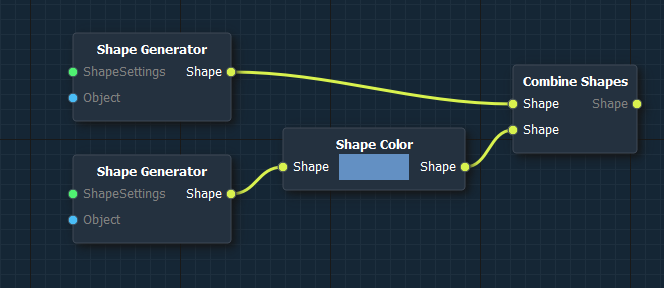 Shape Generator
ShapeSettings Shape
Object
Combine Shapes
Shape Shape
Shape
Shape Color
Shape Shape
Shape Generator
ShapeSettings Shape
Object